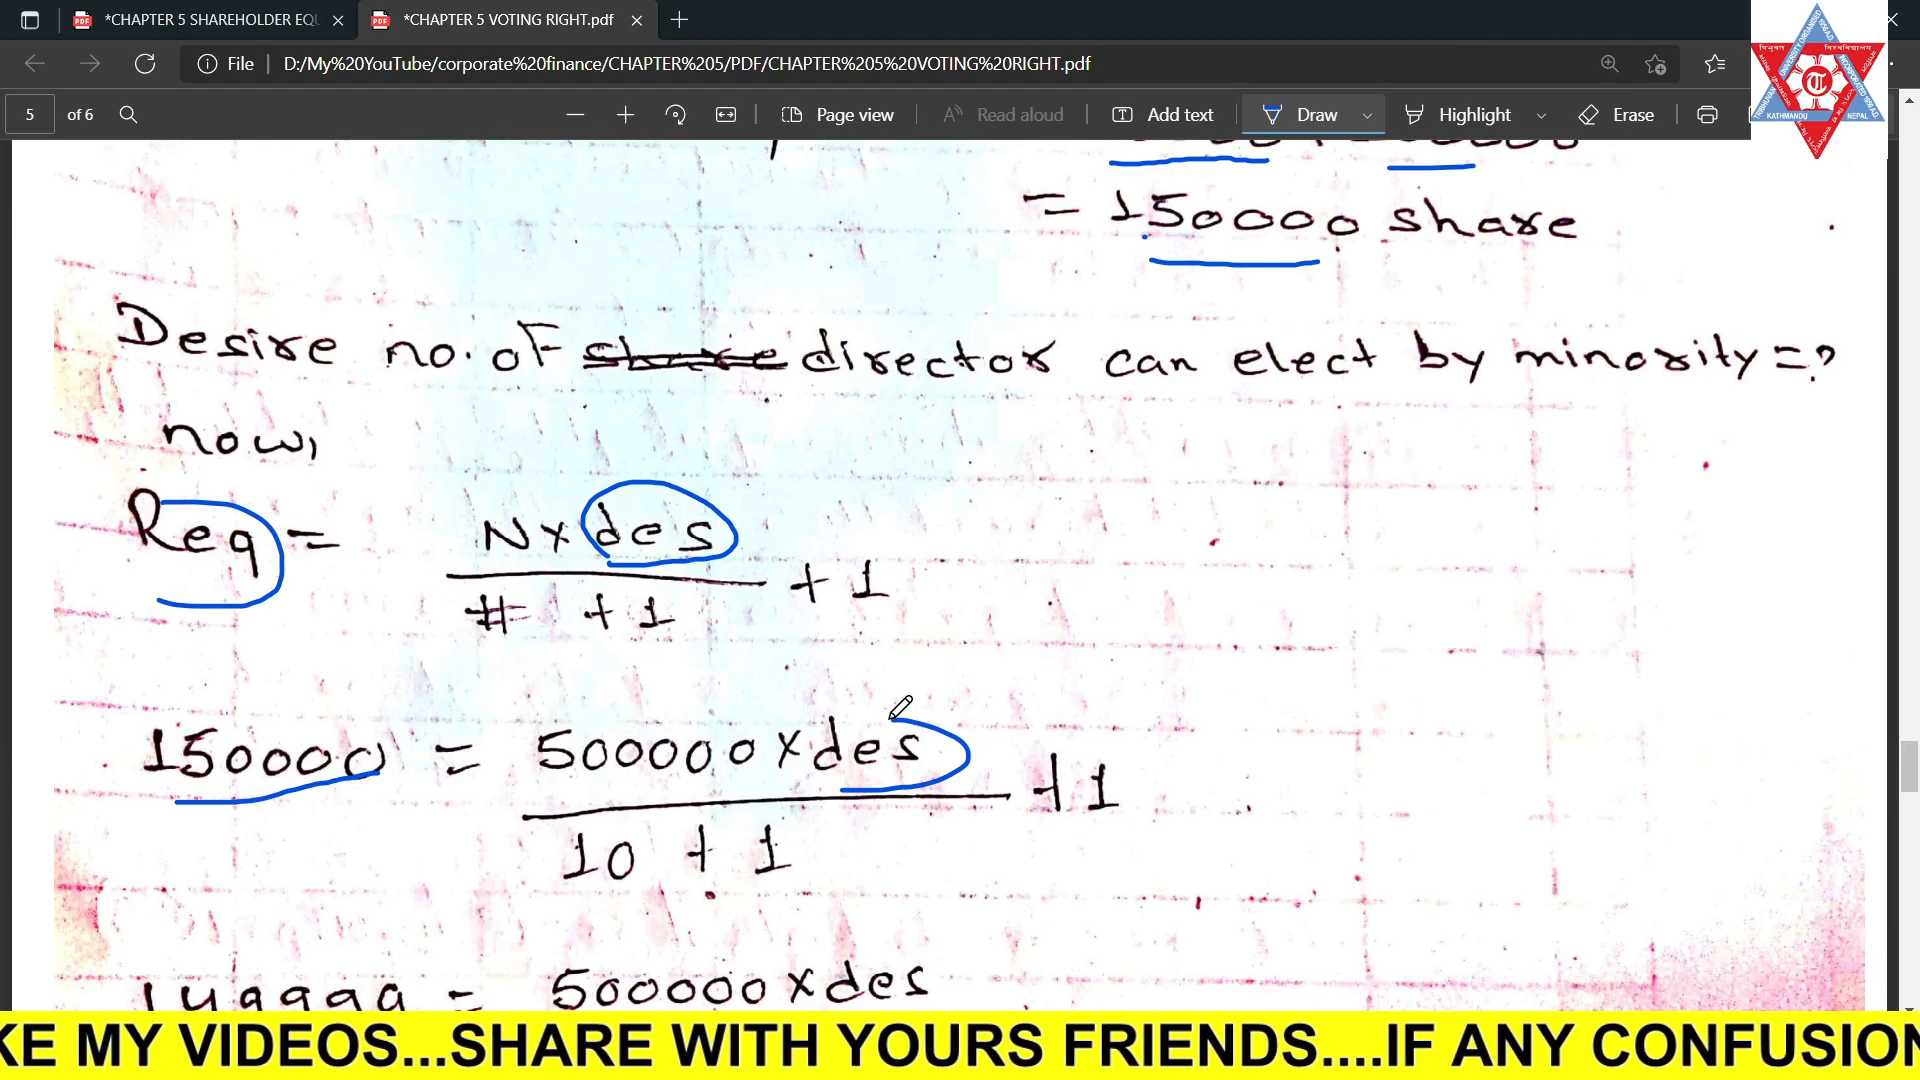 *CHAPTER 5 SHAREHOLDER EQU
*CHAPTER 5 VOTING RIGHT.pdf
File
D:/My%20YouTube/corporate%20finance/CHAPTER%205/PDF/CHAPTER%205%20VOTING%20RIGHT.pdf
5 of 6
Page view
Read aloud
Add text
Draw
Highlight
Erase
KATHMANDU
NEPAL
= 150000 share
Desire no. of share director can elect by minority = ?
now,
Req = N x des
# + 1
+ 1
150000 = 500000 x des
10 + 1
+ 1
149999 = 500000 x des
KE MY VIDEOS...SHARE WITH YOURS FRIENDS....IF ANY CONFUSION